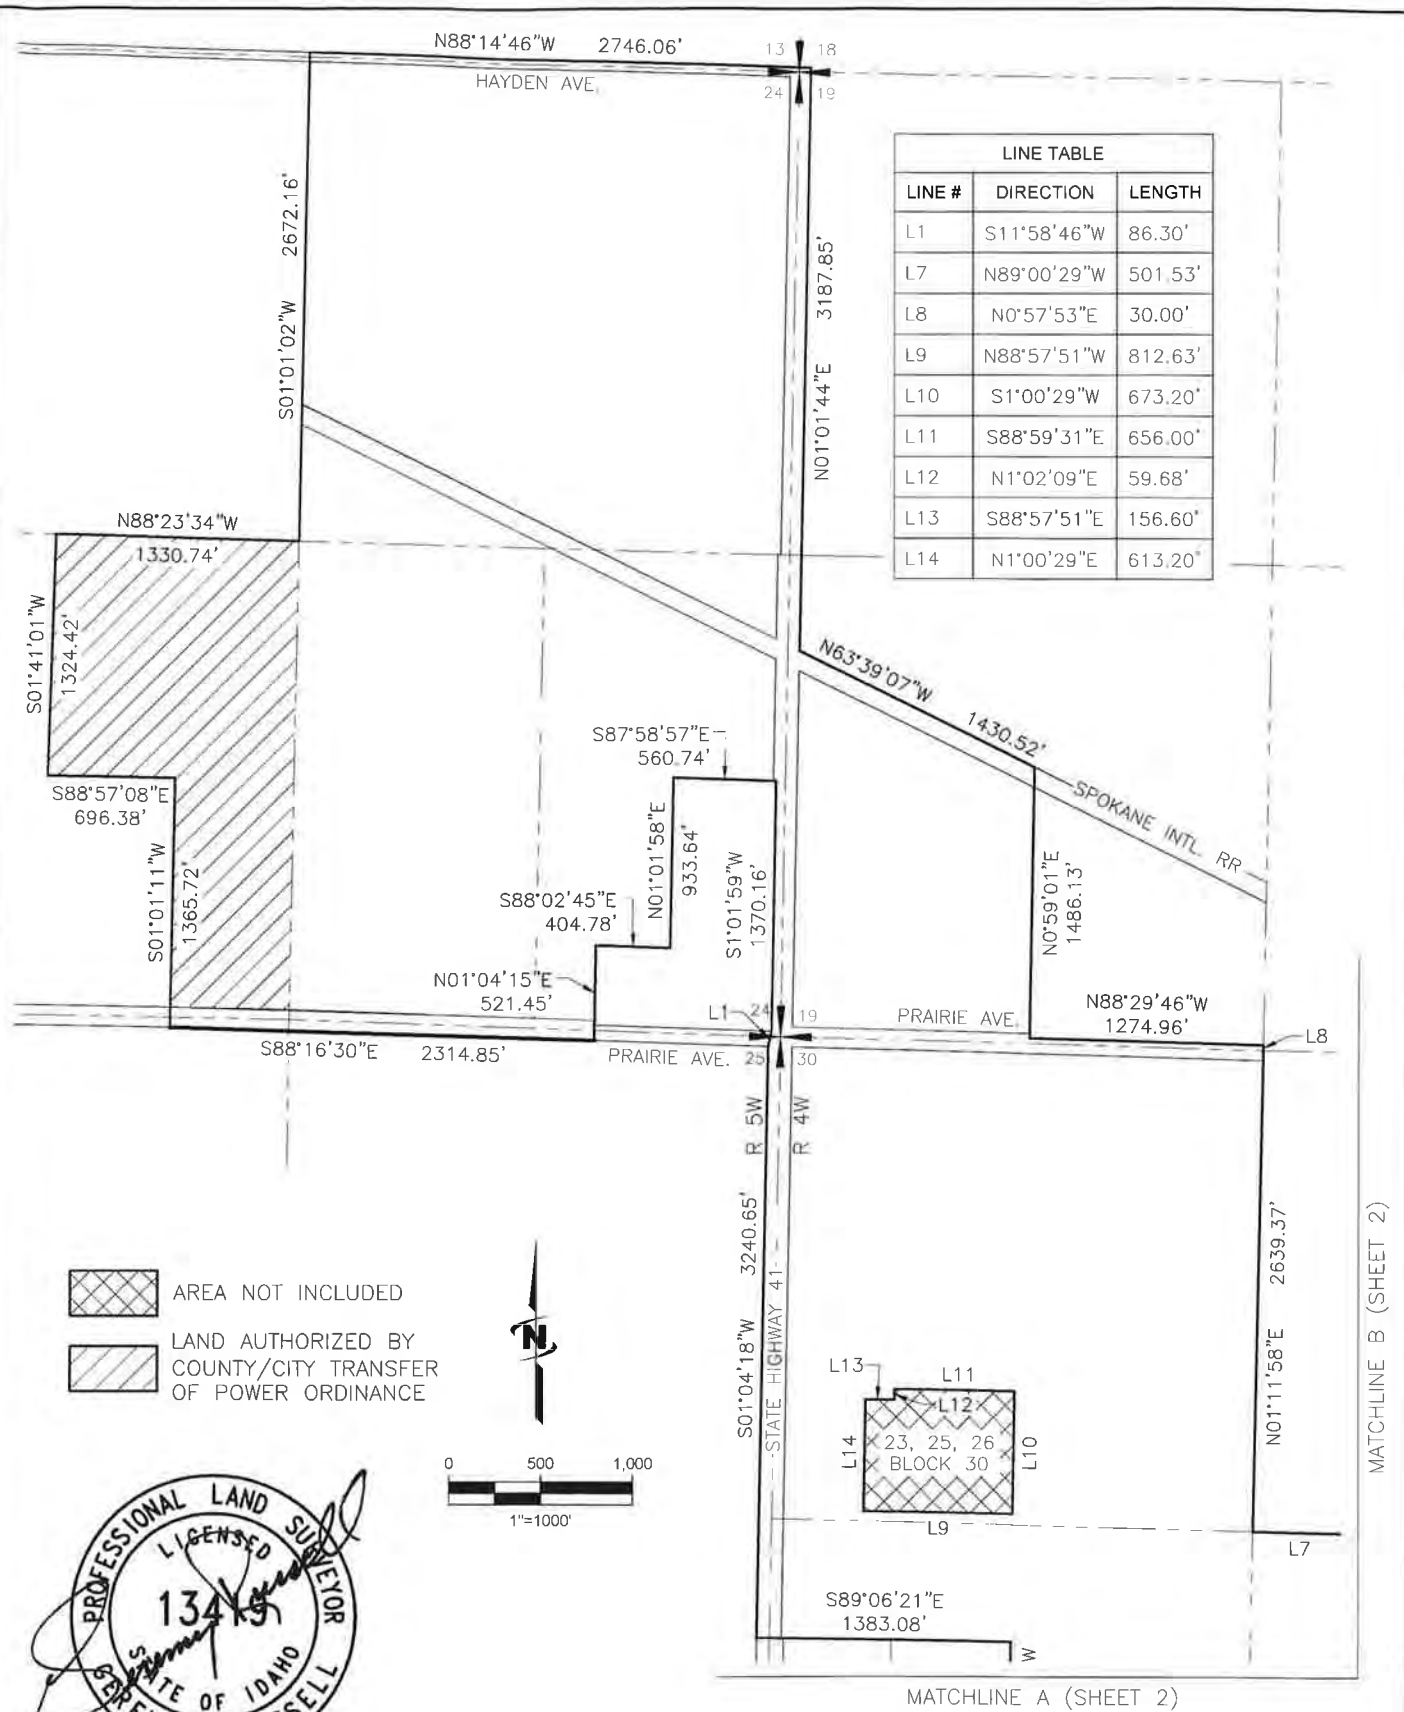 N88°14'46"W 2746.06'
HAYDEN AVE.
13 18
24 19
LINE TABLE
LINE # DIRECTION LENGTH
L1 S11°58'46"W 86.30'
L7 N89°00'29"W 501.53'
L8 N0°57'53"E 30.00'
L9 N88°57'51"W 812.63'
L10 S1°00'29"W 673.20'
L11 S88°59'31"E 656.00'
L12 N1°02'09"E 59.68'
L13 S88°57'51"E 156.60'
L14 N1°00'29"E 613.20'
S01°01'02"W 2672.16'
N01°01'44"E 3187.85'
N88°23'34"W
1330.74'
S01°41'01"W
1324.42'
N63°39'07"W 1430.52'
SPOKANE INTL. RR
S87°58'57"E
560.74'
S88°57'08"E
696.38'
S01°01'11"W
1365.72'
N01°01'58"E
933.64'
S1°01'59"W
1370.16'
N0°59'01"E
1486.13'
S88°02'45"E
404.78'
N01°04'15"E
521.45'
N88°29'46"W
1274.96'
L1
24 19
PRAIRIE AVE.
L8
S88°16'30"E 2314.85'
PRAIRIE AVE.
25 30
R 5W
R 4W
S01°04'18"W 3240.65'
STATE HIGHWAY 41
N01°11'58"E 2639.37'
MATCHLINE B (SHEET 2)
AREA NOT INCLUDED
LAND AUTHORIZED BY
COUNTY/CITY TRANSFER
OF POWER ORDINANCE
N
0 500 1,000
1"=1000'
L13
L11
L12
L14
23, 25, 26
BLOCK 30
L10
L9
L7
S89°06'21"E
1383.08'
W
MATCHLINE A (SHEET 2)
PROFESSIONAL LAND SURVEYOR
LICENSED
13419
STATE OF IDAHO